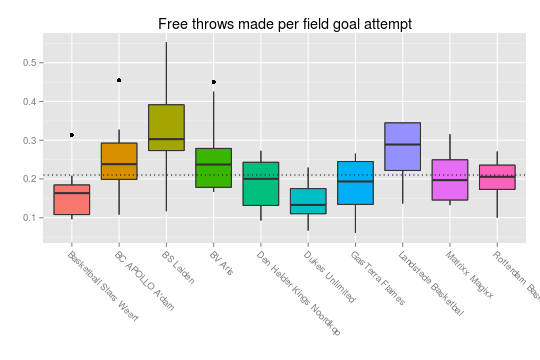 Free throws made per field goal attempt
0.5
0.4
0.3
0.2
0.1
Basketball Stars Weert
BC APOLLO A'dam
BS Leiden
BV Aris
Den Helder Kings Noordkop
Dukes Unlimited
GasTerra Flames
Landstede Basketbal
Matrixx Magixx
Rotterdam Bas